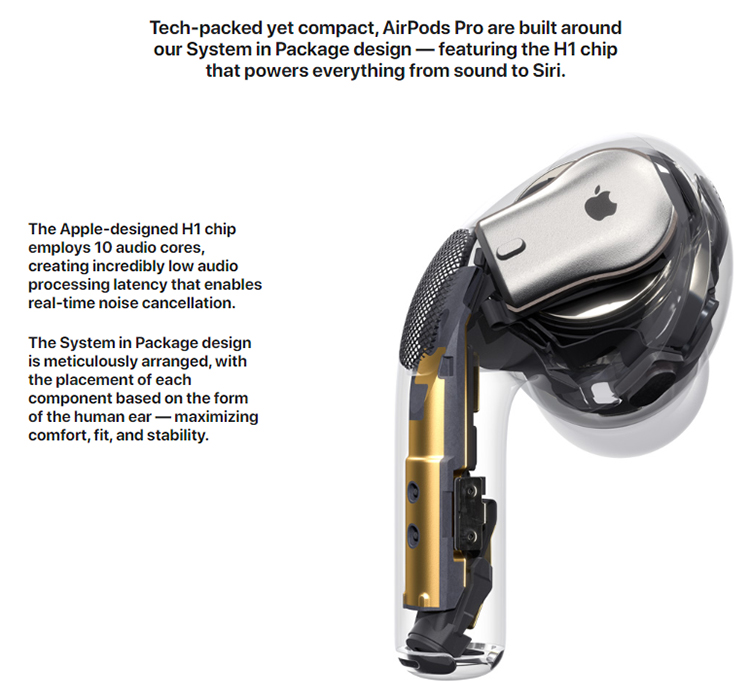 Tech-packed yet compact, AirPods Pro are built around
our System in Package design — featuring the H1 chip
that powers everything from sound to Siri.
The Apple-designed H1 chip
employs 10 audio cores,
creating incredibly low audio
processing latency that enables
real-time noise cancellation.
The System in Package design
is meticulously arranged, with
the placement of each
component based on the form
of the human ear — maximizing
comfort, fit, and stability.